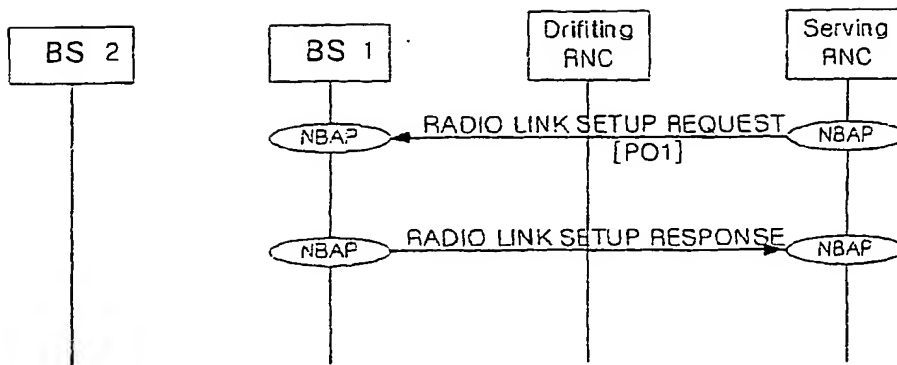 BS 2
BS 1
Drifiting
RNC
Serving
RNC
NBAP
RADIO LINK SETUP REQUEST
[PO1]
NBAP
NBAP
RADIO LINK SETUP RESPONSE
NBAP